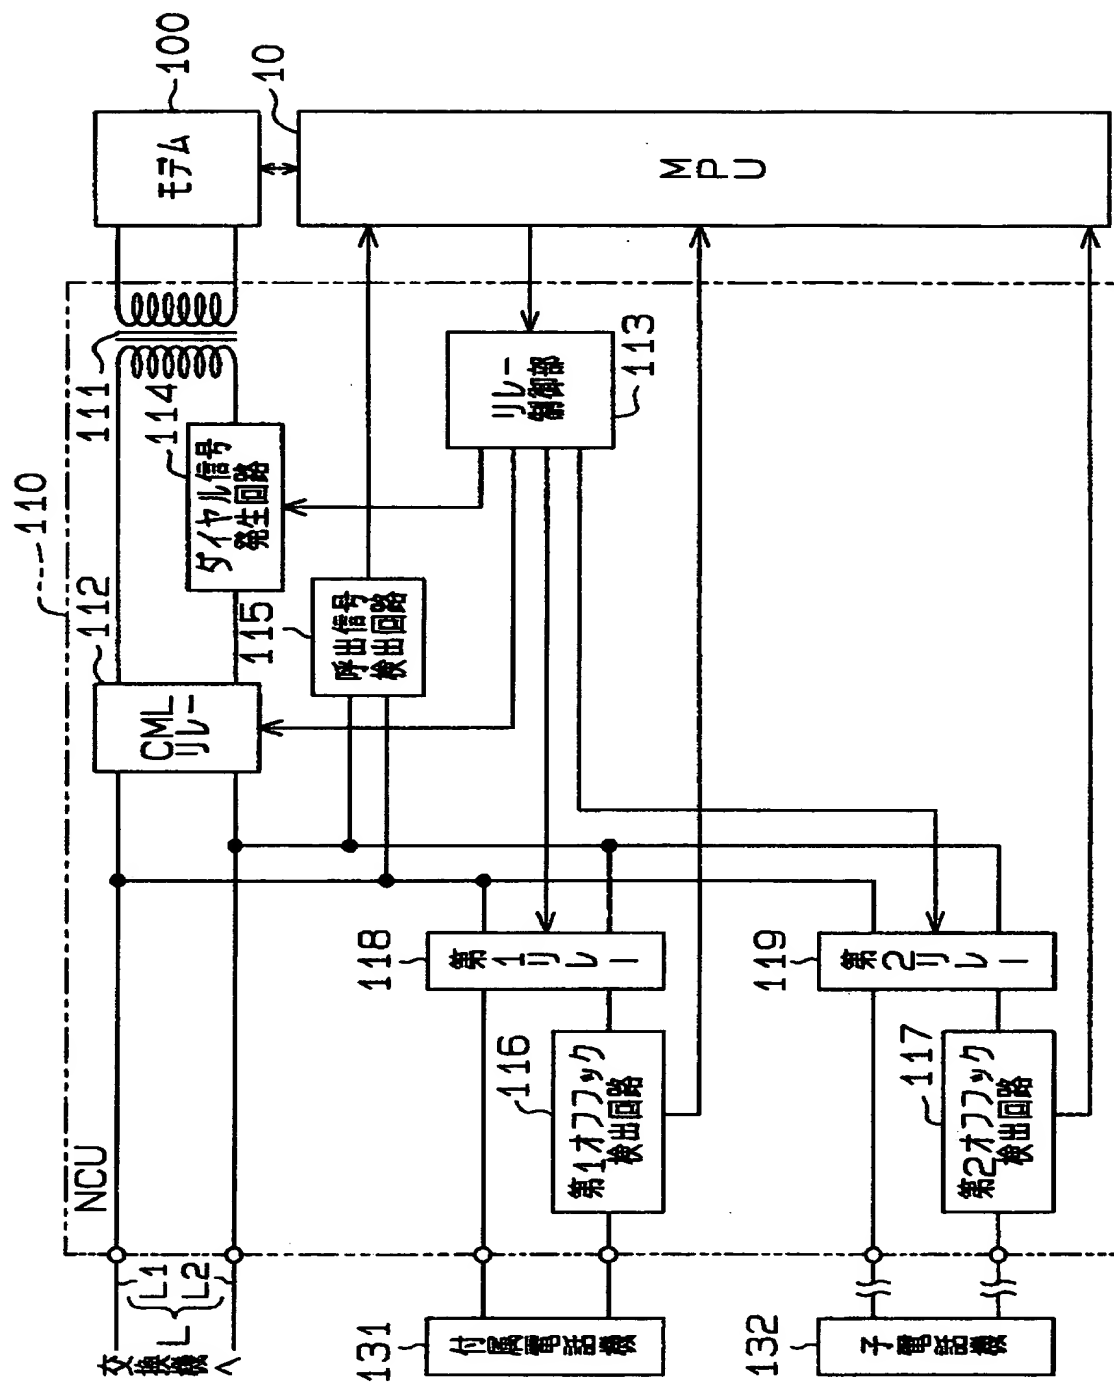 110
NCU
交換機へ
L
L1
L2
112
CML
リレー
114
ダイヤル信号
発生回路
111
モデム
100
10
MPU
115
呼出信号
検出回路
リレー
制御部
113
118
第1リレー
116
第1オフフック
検出回路
131
付属電話機
119
第2リレー
117
第2オフフック
検出回路
132
子電話機